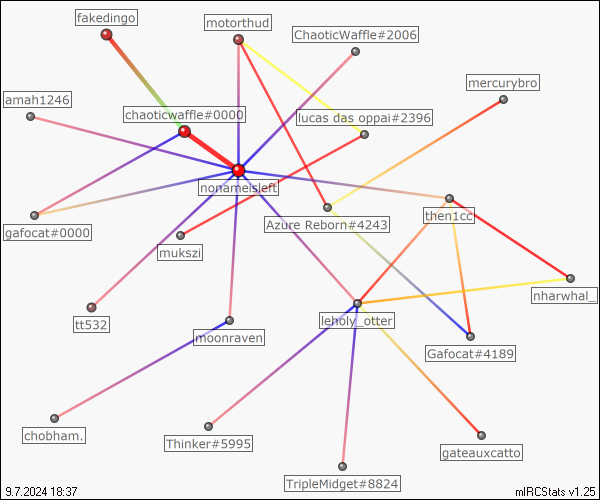 fakedingo
motorthud
ChaoticWaffle#2006
mercurybro
amah1246
chaoticwaffle#0000
lucas das oppai#2396
nonameisleft
then1cc
gafocat#0000
Azure Reborn#4243
mukszi
nharwhal_
tt532
leholy_otter
moonraven
Gafocat#4189
chobham.
Thinker#5995
gateauxcatto
TripleMidget#8824
9.7.2024 18:37
mIRCStats v1.25